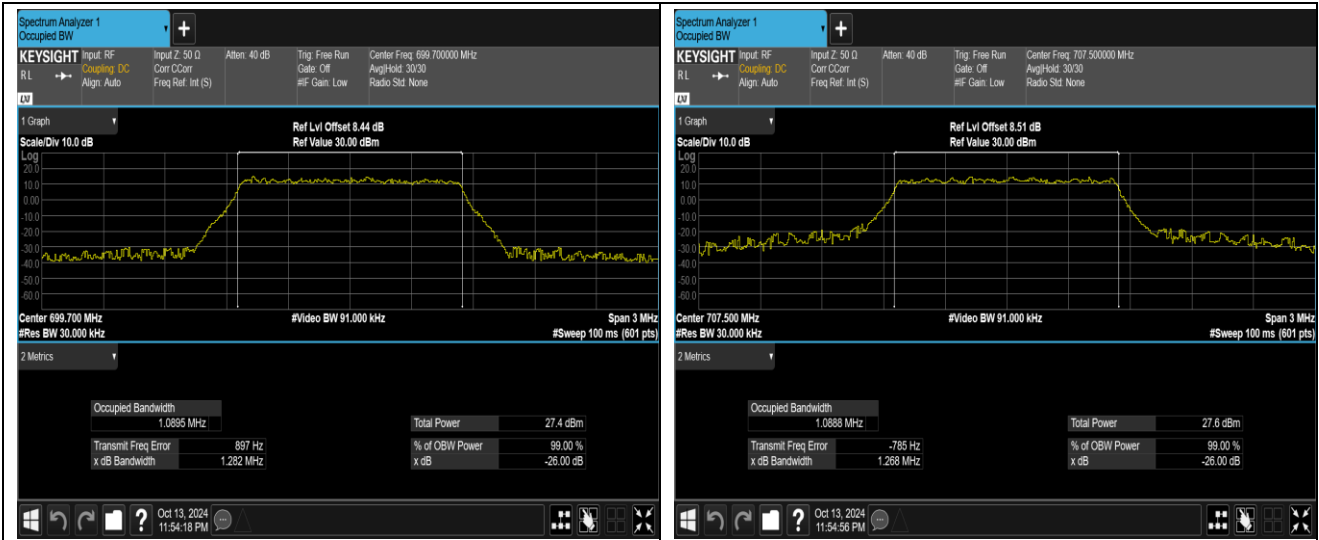 Spectrum Analyzer 1
Occupied BW
+
KEYSIGHT Input: RF Input Z: 50 Ω Atten: 40 dB Trig: Free Run Center Freq: 699.700000 MHz
RL Coupling: DC Corr CCorr Gate: Off Avg|Hold: 30/30
Align: Auto Freq Ref: Int (S) #IF Gain: Low Radio Std: None
LXI
1 Graph
Ref Lvl Offset 8.44 dB
Scale/Div 10.0 dB Ref Value 30.00 dBm
Log
20.0
10.0
0.00
-10.0
-20.0
-30.0
-40.0
-50.0
-60.0
Center 699.700 MHz #Video BW 91.000 kHz Span 3 MHz
#Res BW 30.000 kHz #Sweep 100 ms (601 pts)
2 Metrics
Occupied Bandwidth
1.0895 MHz Total Power 27.4 dBm
Transmit Freq Error 897 Hz % of OBW Power 99.00 %
x dB Bandwidth 1.282 MHz x dB -26.00 dB
?
Oct 13, 2024
11:54:18 PM
Spectrum Analyzer 1
Occupied BW
+
KEYSIGHT Input: RF Input Z: 50 Ω Atten: 40 dB Trig: Free Run Center Freq: 707.500000 MHz
RL Coupling: DC Corr CCorr Gate: Off Avg|Hold: 30/30
Align: Auto Freq Ref: Int (S) #IF Gain: Low Radio Std: None
LXI
1 Graph
Ref Lvl Offset 8.51 dB
Scale/Div 10.0 dB Ref Value 30.00 dBm
Log
20.0
10.0
0.00
-10.0
-20.0
-30.0
-40.0
-50.0
-60.0
Center 707.500 MHz #Video BW 91.000 kHz Span 3 MHz
#Res BW 30.000 kHz #Sweep 100 ms (601 pts)
2 Metrics
Occupied Bandwidth
1.0888 MHz Total Power 27.6 dBm
Transmit Freq Error -785 Hz % of OBW Power 99.00 %
x dB Bandwidth 1.268 MHz x dB -26.00 dB
?
Oct 13, 2024
11:54:56 PM